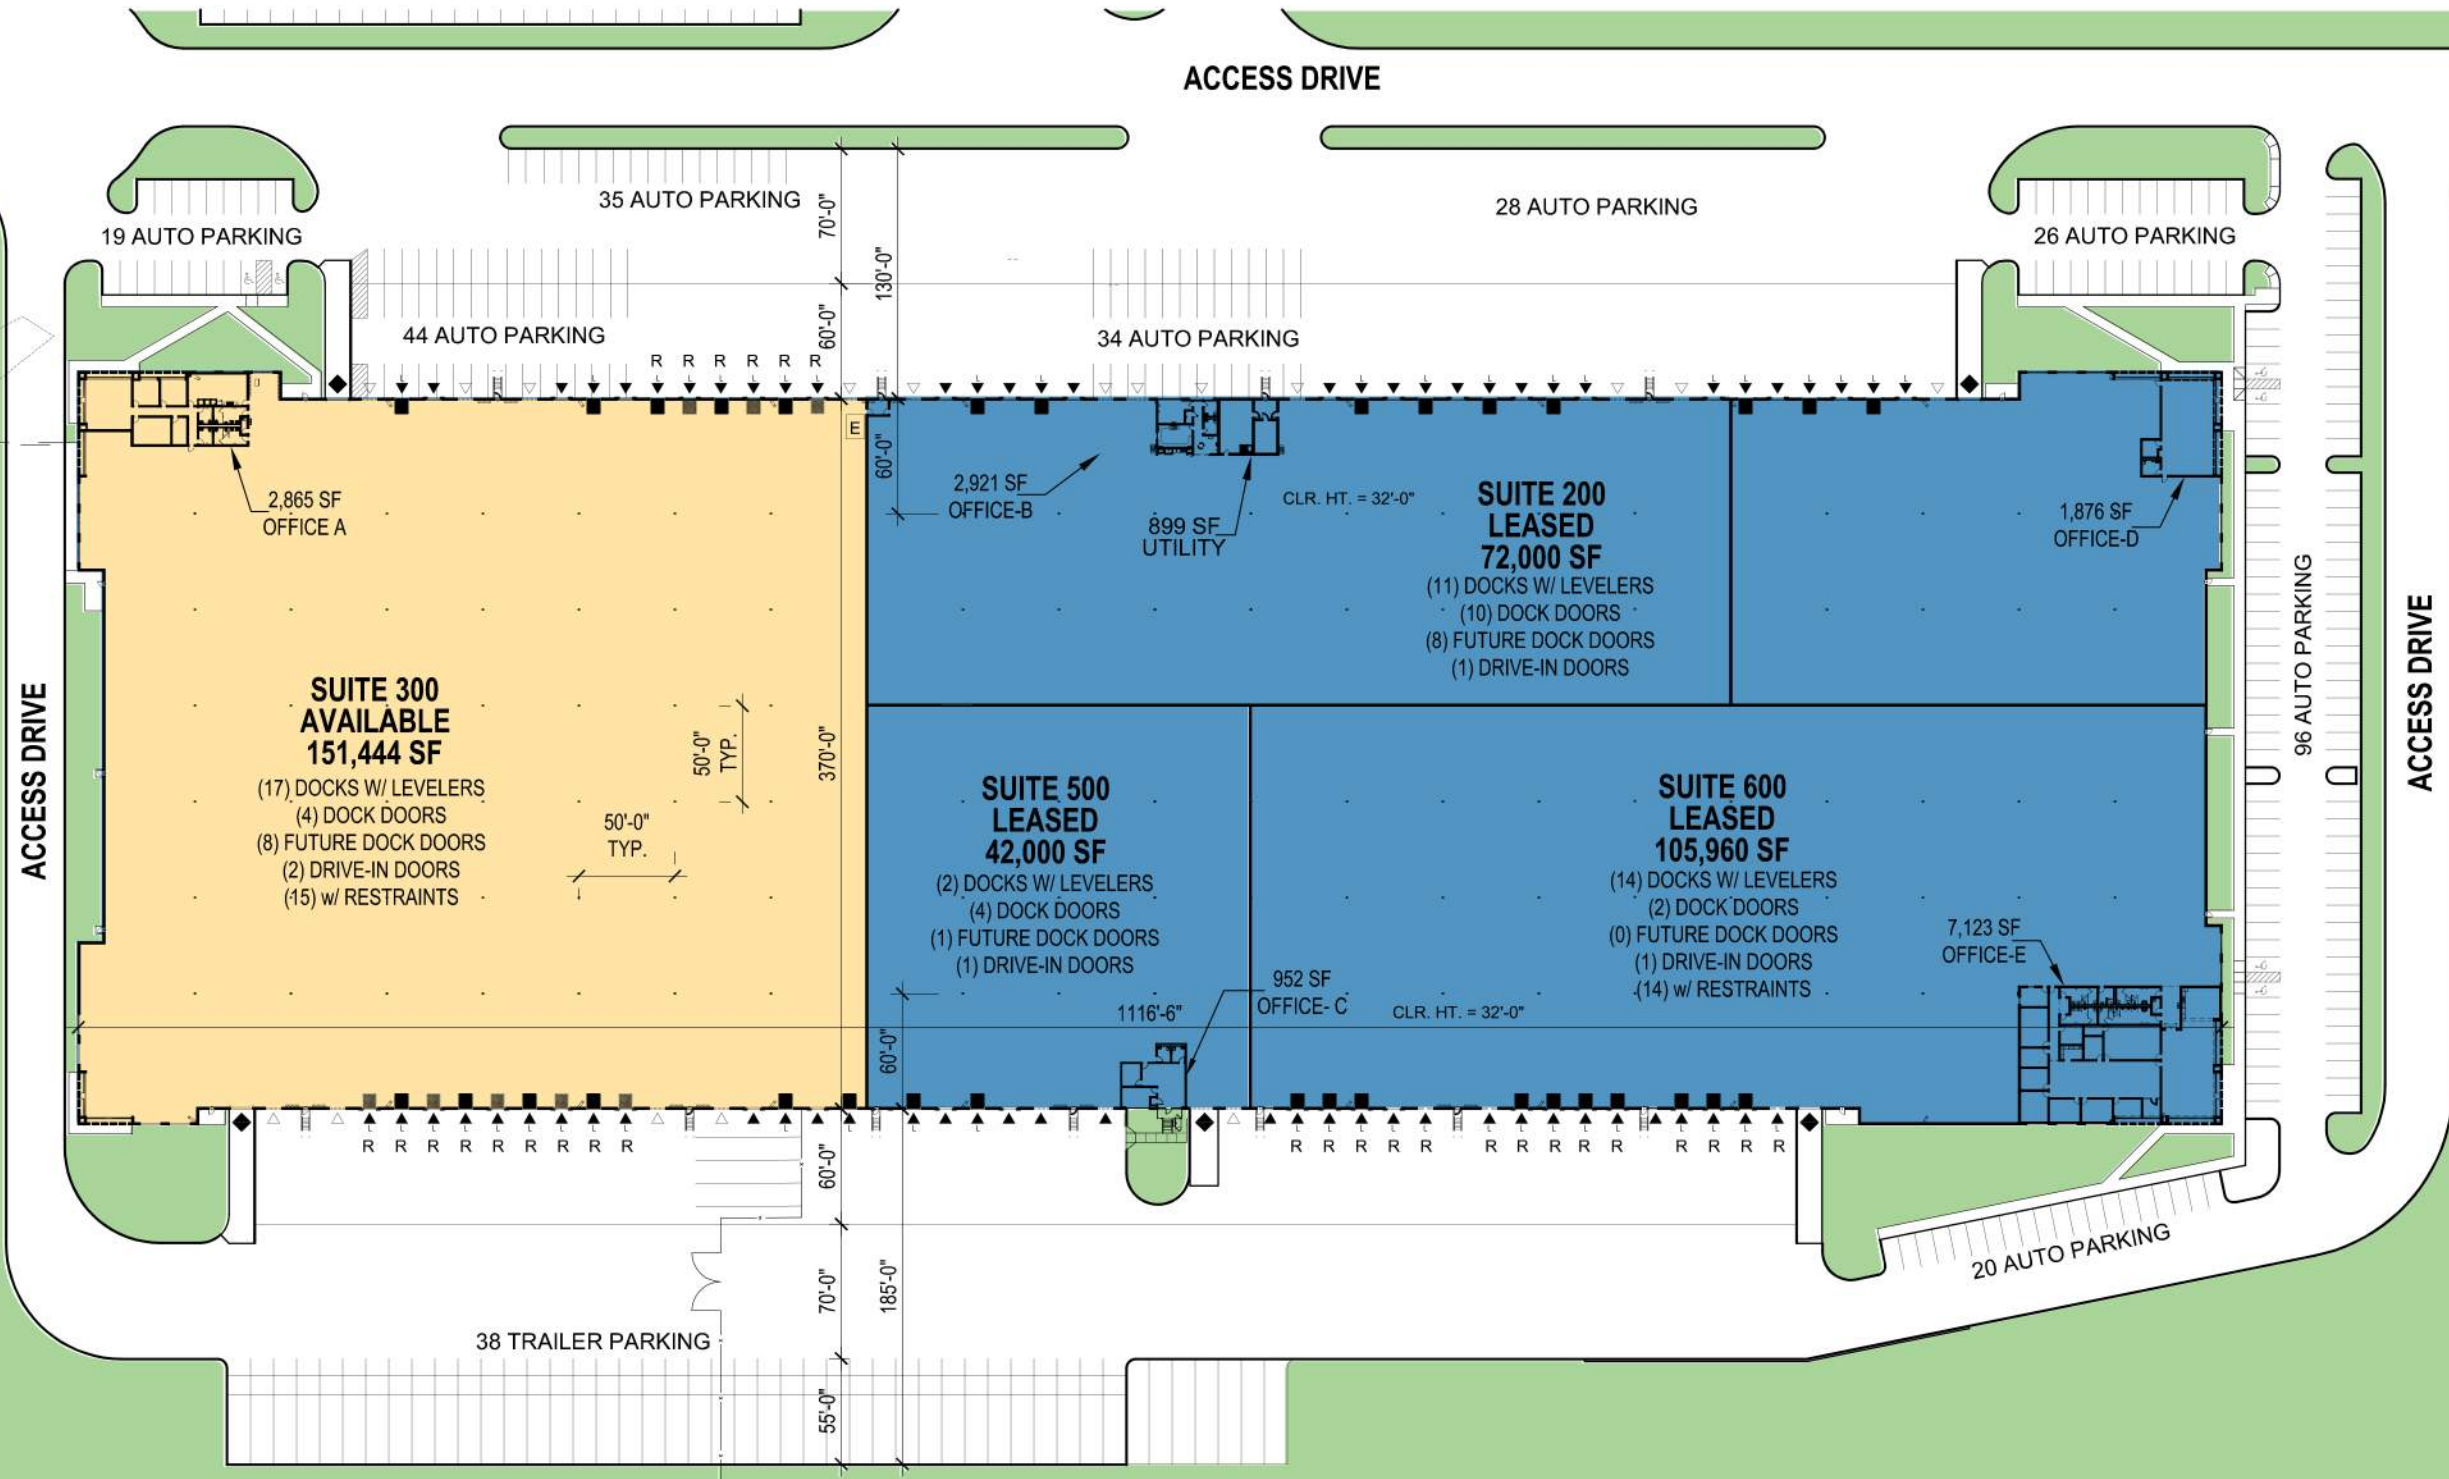 ACCESS DRIVE
35 AUTO PARKING
19 AUTO PARKING
28 AUTO PARKING
26 AUTO PARKING
70'-0"
130'-0"
60'-0"
44 AUTO PARKING
34 AUTO PARKING
R R R R R R
E
2,865 SF
OFFICE A
60'-0"
2,921 SF
OFFICE-B
899 SF
UTILITY
CLR. HT. = 32'-0"
SUITE 200
LEASED
72,000 SF
(11) DOCKS W/ LEVELERS
(10) DOCK DOORS
(8) FUTURE DOCK DOORS
(1) DRIVE-IN DOORS
1,876 SF
OFFICE-D
96 AUTO PARKING
ACCESS DRIVE
ACCESS DRIVE
SUITE 300
AVAILABLE
151,444 SF
(17) DOCKS W/ LEVELERS
(4) DOCK DOORS
(8) FUTURE DOCK DOORS
(2) DRIVE-IN DOORS
(15) w/ RESTRAINTS
50'-0"
TYP.
50'-0"
TYP.
370'-0"
SUITE 500
LEASED
42,000 SF
(2) DOCKS W/ LEVELERS
(4) DOCK DOORS
(1) FUTURE DOCK DOORS
(1) DRIVE-IN DOORS
SUITE 600
LEASED
105,960 SF
(14) DOCKS W/ LEVELERS
(2) DOCK DOORS
(0) FUTURE DOCK DOORS
(1) DRIVE-IN DOORS
(14) w/ RESTRAINTS
7,123 SF
OFFICE-E
952 SF
OFFICE- C
1116'-6"
CLR. HT. = 32'-0"
60'-0"
R R R R R R R R R
R R R R R R R R R R R R R R
60'-0"
70'-0"
185'-0"
20 AUTO PARKING
38 TRAILER PARKING
55'-0"